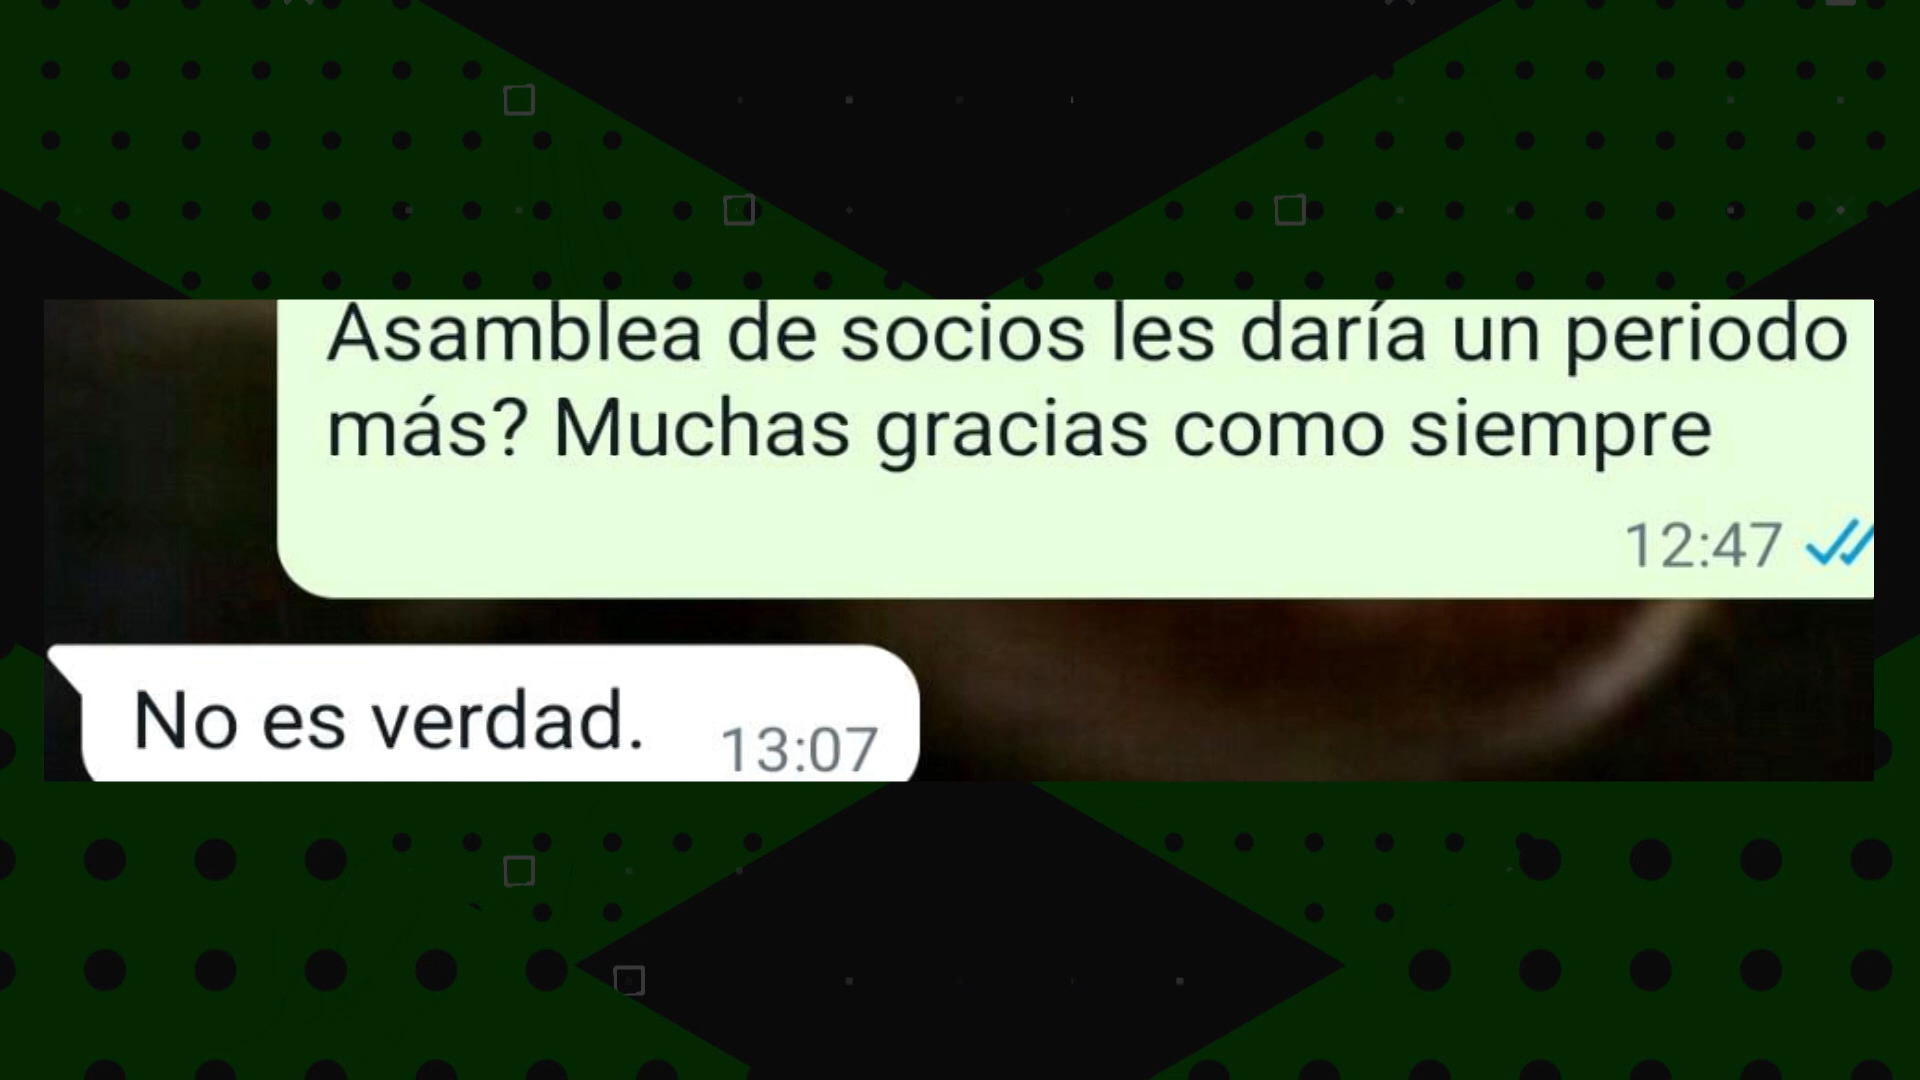 Asamblea de socios les daría un periodo
más? Muchas gracias como siempre
12:47
No es verdad.
13:07